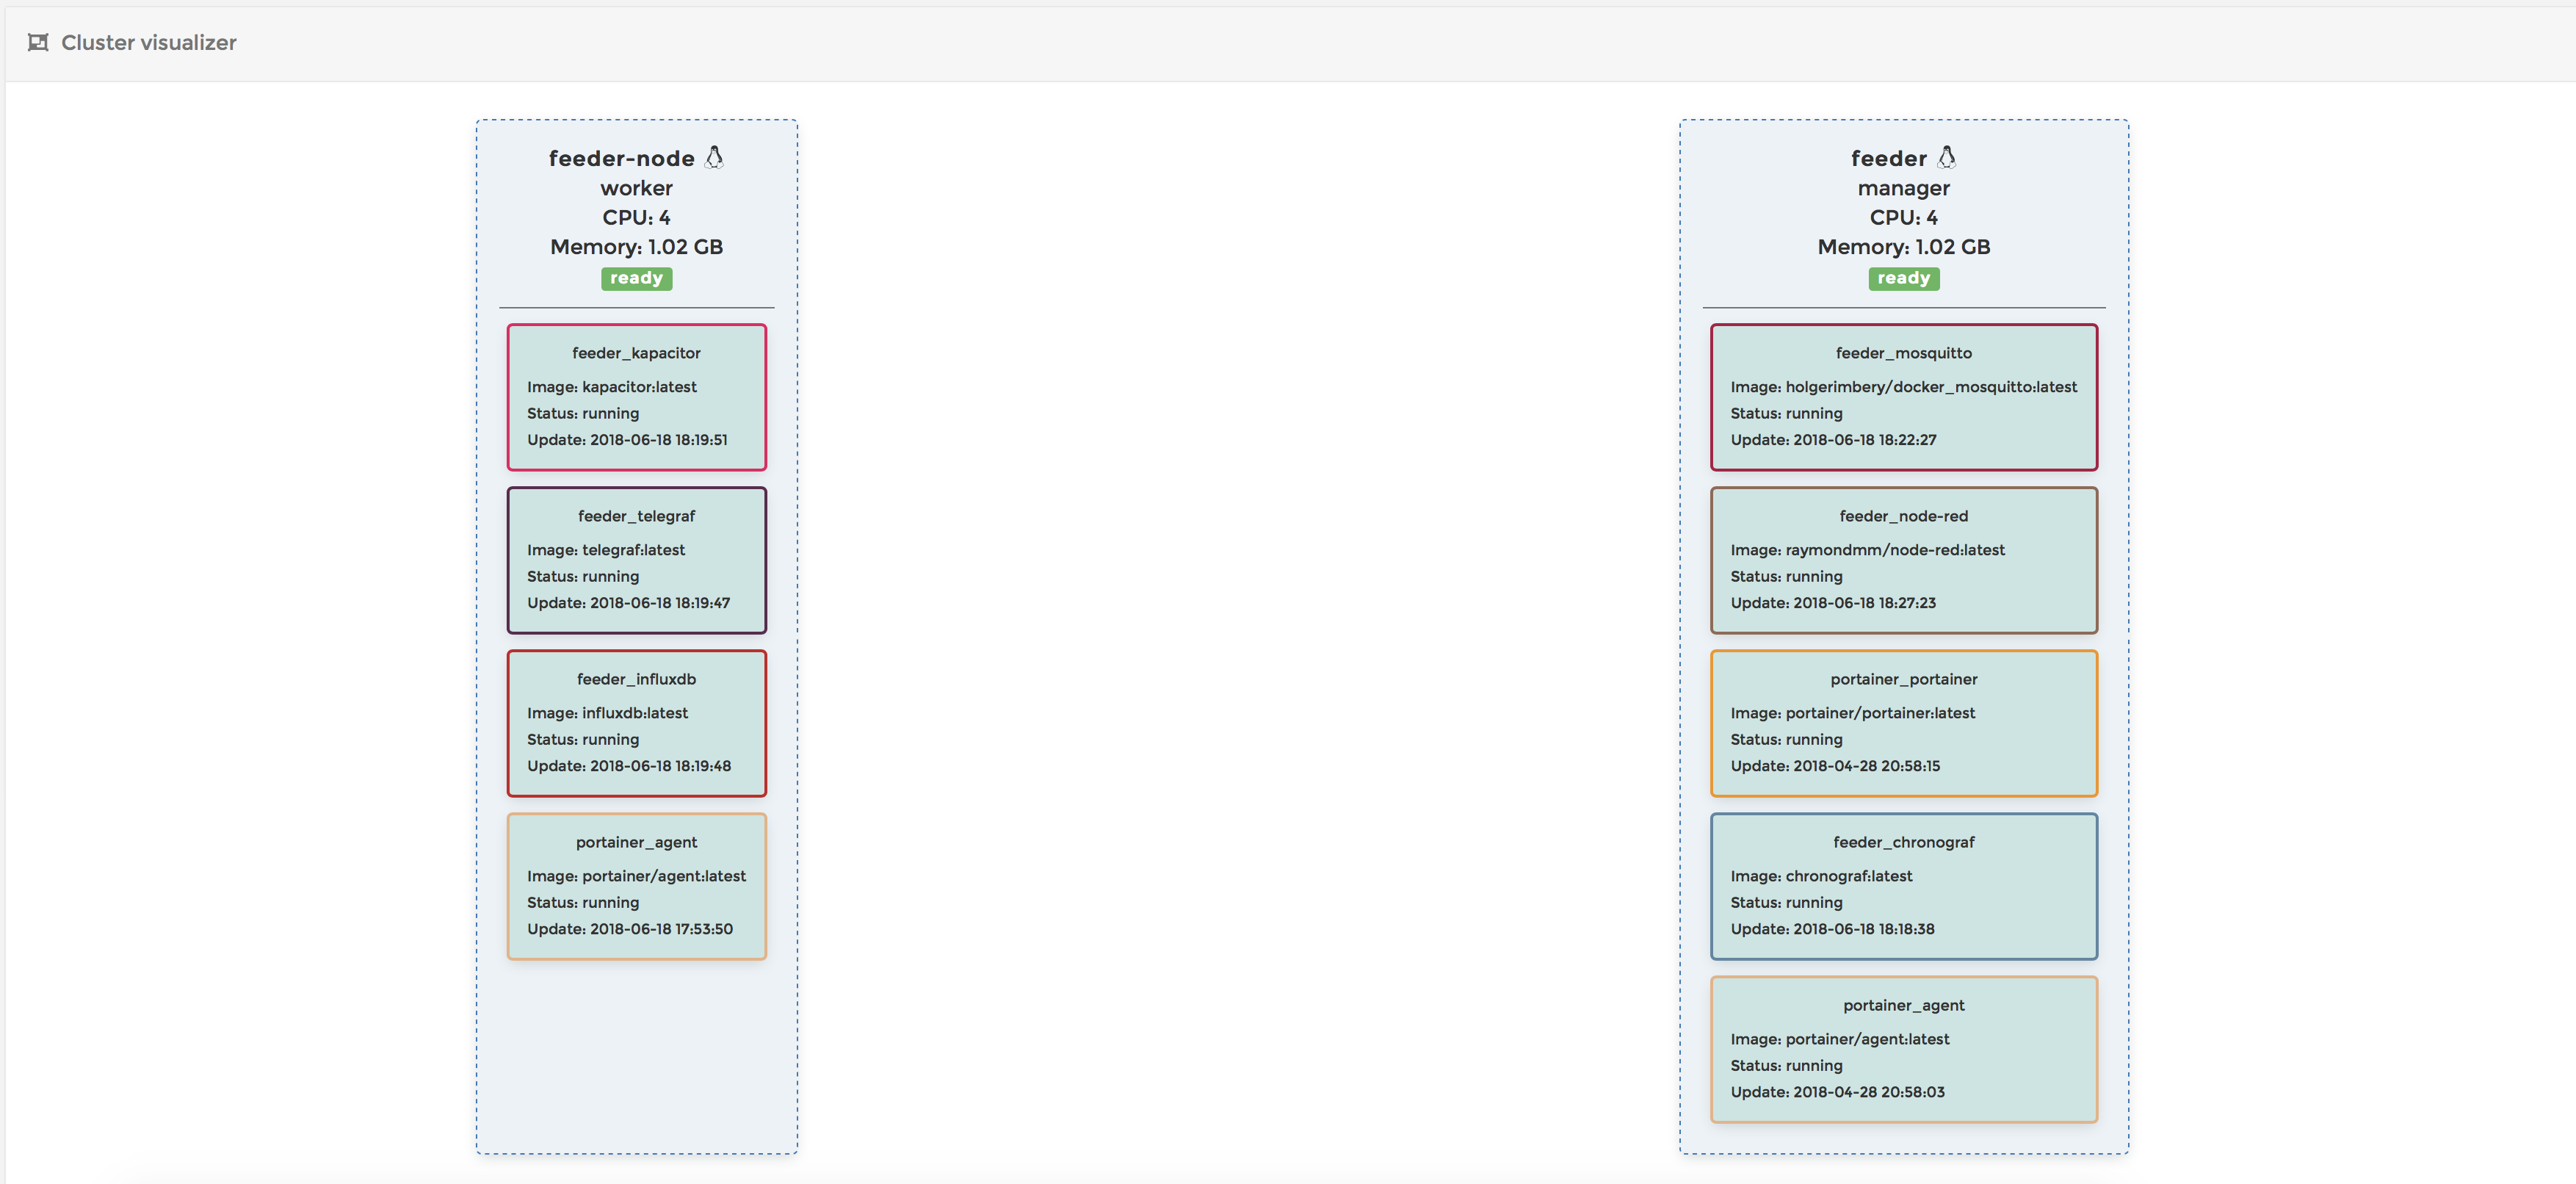 Cluster visualizer
feeder-node
worker
CPU: 4
Memory: 1.02 GB
ready
feeder_kapacitor
Image: kapacitor:latest
Status: running
Update: 2018-06-18 18:19:51
feeder_telegraf
Image: telegraf:latest
Status: running
Update: 2018-06-18 18:19:47
feeder_influxdb
Image: influxdb:latest
Status: running
Update: 2018-06-18 18:19:48
portainer_agent
Image: portainer/agent:latest
Status: running
Update: 2018-06-18 17:53:50
feeder
manager
CPU: 4
Memory: 1.02 GB
ready
feeder_mosquitto
Image: holgerimbery/docker_mosquitto:latest
Status: running
Update: 2018-06-18 18:22:27
feeder_node-red
Image: raymondmm/node-red:latest
Status: running
Update: 2018-06-18 18:27:23
portainer_portainer
Image: portainer/portainer:latest
Status: running
Update: 2018-04-28 20:58:15
feeder_chronograf
Image: chronograf:latest
Status: running
Update: 2018-06-18 18:18:38
portainer_agent
Image: portainer/agent:latest
Status: running
Update: 2018-04-28 20:58:03